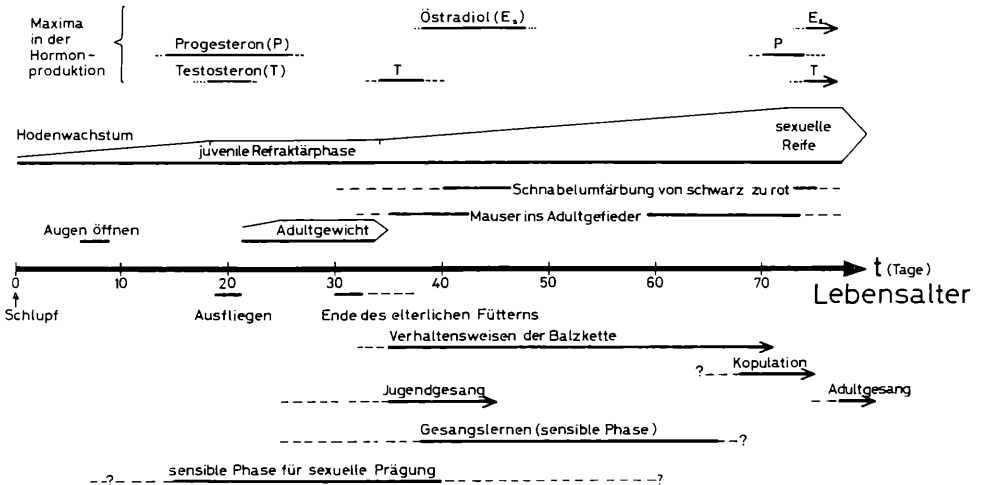 Maxima
in der
Hormon-
produktion
Östradiol (E₂)
E₂
Progesteron (P)
P
Testosteron (T)
T
T
Hodenwachstum
juvenile Refraktärphase
sexuelle
Reife
Schnabelumfärbung von schwarz zu rot
Mauser ins Adultgefieder
Augen öffnen
Adultgewicht
t (Tage)
0 10 20 30 40 50 60 70
Lebensalter
Schlupf
Ausfliegen
Ende des elterlichen Fütterns
Verhaltensweisen der Balzkette
? Kopulation
Jugendgesang
Adultgesang
Gesangslernen (sensible Phase)
?
sensible Phase für sexuelle Prägung
? ?